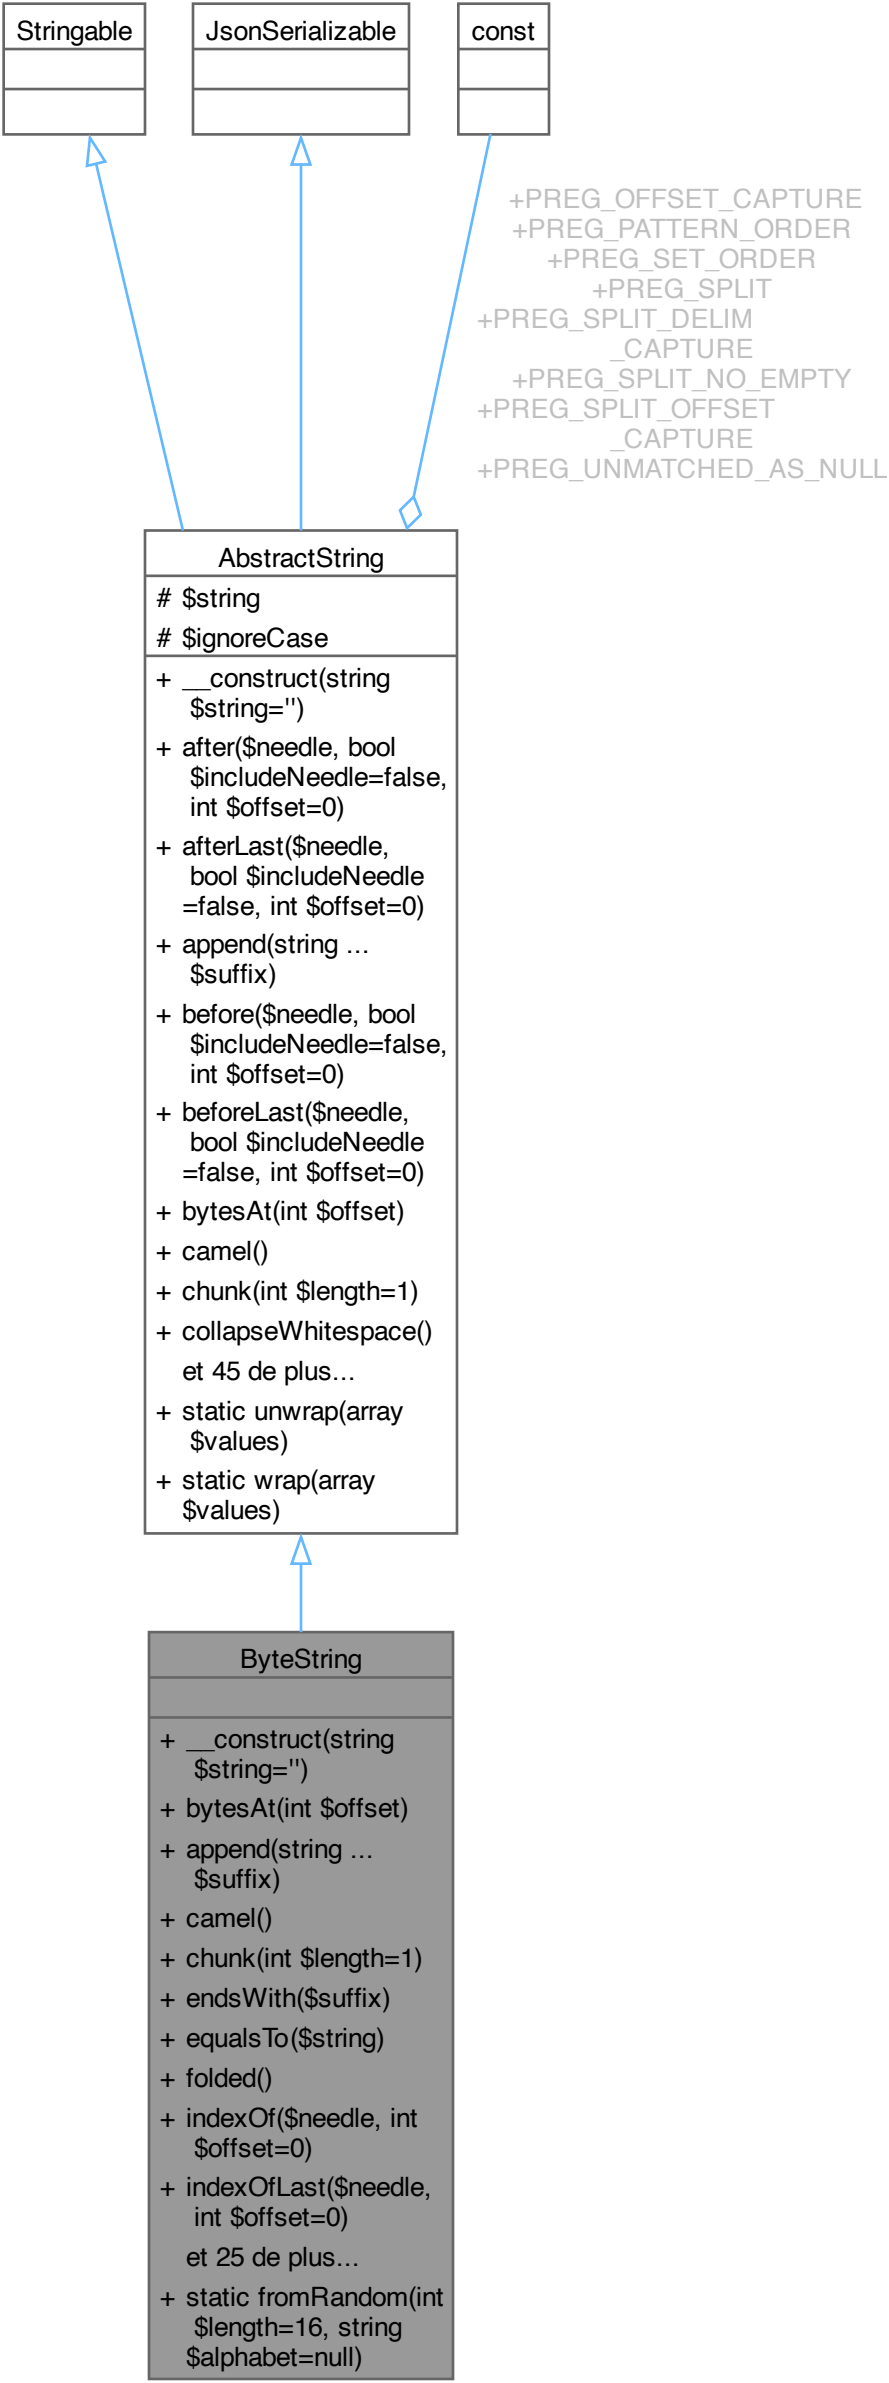 Stringable
JsonSerializable
const
+PREG_OFFSET_CAPTURE
+PREG_PATTERN_ORDER
+PREG_SET_ORDER
+PREG_SPLIT
+PREG_SPLIT_DELIM
_CAPTURE
+PREG_SPLIT_NO_EMPTY
+PREG_SPLIT_OFFSET
_CAPTURE
+PREG_UNMATCHED_AS_NULL
AbstractString
# $string
# $ignoreCase
+ __construct(string
$string='')
+ after($needle, bool
$includeNeedle=false,
int $offset=0)
+ afterLast($needle,
bool $includeNeedle
=false, int $offset=0)
+ append(string ...
$suffix)
+ before($needle, bool
$includeNeedle=false,
int $offset=0)
+ beforeLast($needle,
bool $includeNeedle
=false, int $offset=0)
+ bytesAt(int $offset)
+ camel()
+ chunk(int $length=1)
+ collapseWhitespace()
et 45 de plus...
+ static unwrap(array
$values)
+ static wrap(array
$values)
ByteString
+ __construct(string
$string='')
+ bytesAt(int $offset)
+ append(string ...
$suffix)
+ camel()
+ chunk(int $length=1)
+ endsWith($suffix)
+ equalsTo($string)
+ folded()
+ indexOf($needle, int
$offset=0)
+ indexOfLast($needle,
int $offset=0)
et 25 de plus...
+ static fromRandom(int
$length=16, string
$alphabet=null)